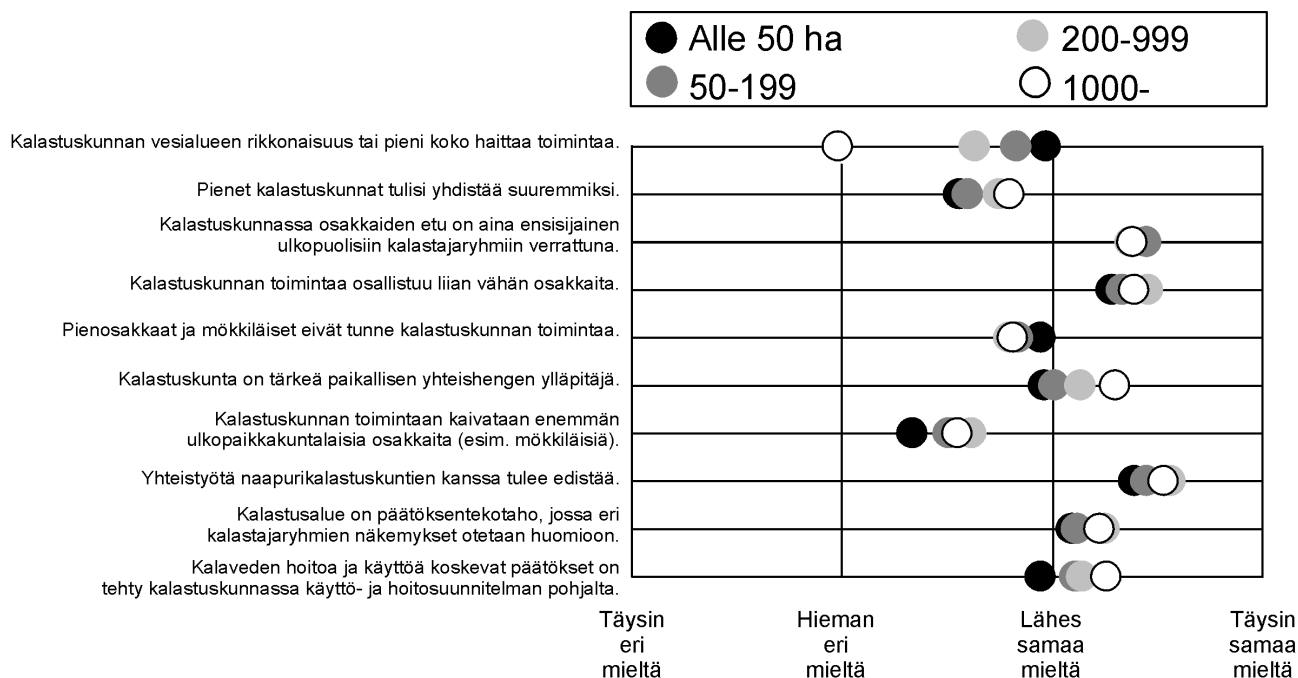 Alle 50 ha
200-999
50-199
1000-
Kalastuskunnan vesialueen rikkonaisuus tai pieni koko haittaa toimintaa.
Pienet kalastuskunnat tulisi yhdistää suuremmiksi.
Kalastuskunnassa osakkaiden etu on aina ensisijainen
ulkopuolisiin kalastajaryhmiin verrattuna.
Kalastuskunnan toimintaa osallistuu liian vähän osakkaita.
Pienosakkaat ja mökkiläiset eivät tunne kalastuskunnan toimintaa.
Kalastuskunta on tärkeä paikallisen yhteishengen ylläpitäjä.
Kalastuskunnan toimintaan kaivataan enemmän
ulkopaikkakuntalaisia osakkaita (esim. mökkiläisiä).
Yhteistyötä naapurikalastuskuntien kanssa tulee edistää.
Kalastusalue on päätöksentekotaho, jossa eri
kalastajaryhmien näkemykset otetaan huomioon.
Kalaveden hoitoa ja käyttöä koskevat päätökset on
tehty kalastuskunnassa käyttö- ja hoitosuunnitelman pohjalta.
Täysin
eri
mieltä
Hieman
eri
mieltä
Lähes
samaa
mieltä
Täysin
samaa
mieltä